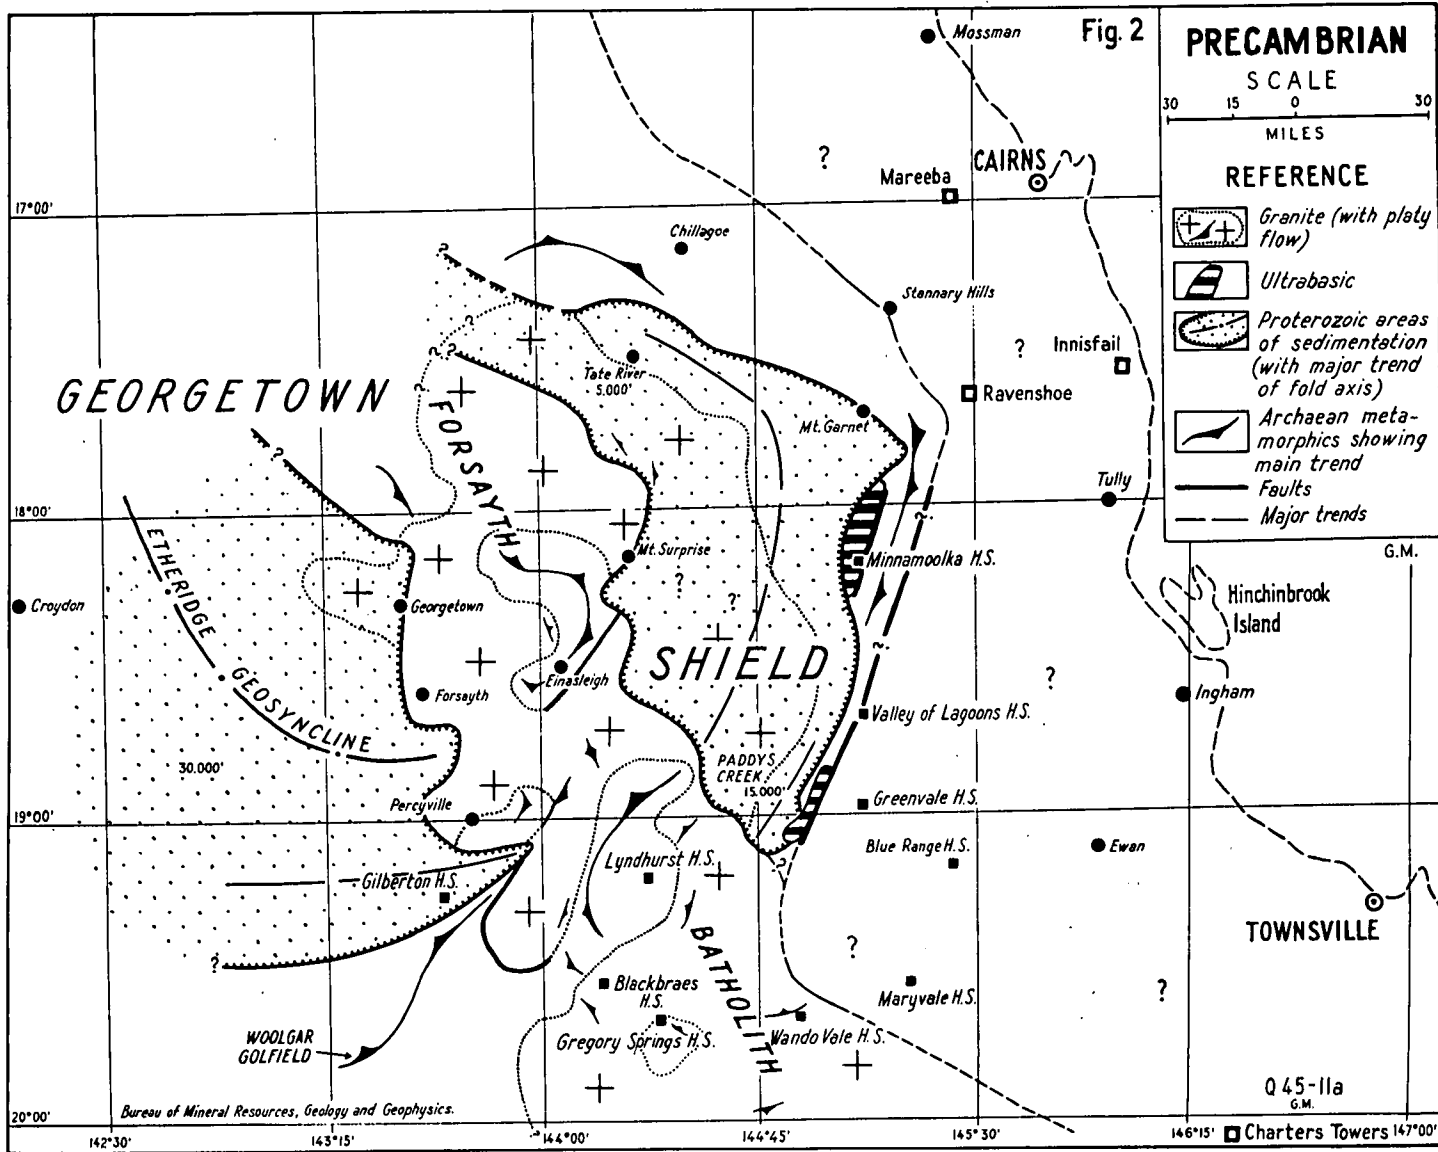 Fig. 2
PRECAMBRIAN
SCALE
30 15 0 30
MILES
REFERENCE
Granite (with platy
flow)
Ultrabasic
Proterozoic areas
of sedimentation
(with major trend
of fold axis)
Archaean meta-
morphics showing
main trend
Faults
Major trends
G.M.
Mossman
CAIRNS
Mareeba
?
17°00'
Chillagoe
?
Stannary Hills
?
Innisfail
?
Tate River
5,000'
Ravenshoe
GEORGETOWN
FORSAYTH
Mt. Garnet
?
?
Tully
18°00'
?
ETHERIDGE
Mt. Surprise
Minnamoolka H.S.
?
?
Hinchinbrook
Island
Croydon
Georgetown
SHIELD
?
?
GEOSYNCLINE
Einasleigh
Forsayth
Ingham
Valley of Lagoons H.S.
30.000'
PADDYS
CREEK
15.000'
Percyville
Greenvale H.S.
19°00'
Blue Range H.S.
Ewan
Lyndhurst H.S.
?
Gilberton H.S.
TOWNSVILLE
BATHOLITH
?
?
?
Blackbraes
H.S.
Maryvale H.S.
WOOLGAR
GOLFIELD
Gregory Springs H.S.
Wando Vale H.S.
Q 45-11a
G.M.
Bureau of Mineral Resources, Geology and Geophysics.
20°00'
142°30' 143°15' 144°00' 144°45' 145°30' 146°15' Charters Towers 147°00'